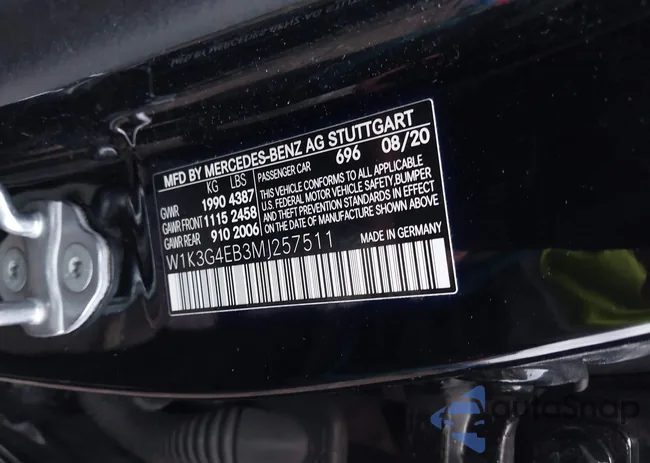 MFD BY MERCEDES-BENZ AG STUTTGART
KG LBS PASSENGER CAR 696 08/20
GVWR 1990 4387
GAWR FRONT 1115 2458
GAWR REAR 910 2006
THIS VEHICLE CONFORMS TO ALL APPLICABLE
U.S. FEDERAL MOTOR VEHICLE SAFETY, BUMPER
AND THEFT PREVENTION STANDARDS IN EFFECT
ON THE DATE OF MANUFACTURE SHOWN ABOVE
W1K3G4EB3MJ257511 MADE IN GERMANY
AutoSnap